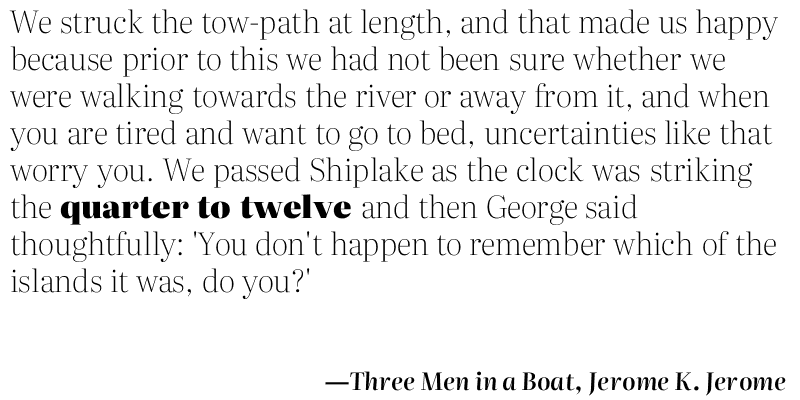 We struck the tow-path at length, and that made us happy
because prior to this we had not been sure whether we
were walking towards the river or away from it, and when
you are tired and want to go to bed, uncertainties like that
worry you. We passed Shiplake as the clock was striking
the quarter to twelve and then George said
thoughtfully: 'You don't happen to remember which of the
islands it was, do you?'
—Three Men in a Boat, Jerome K. Jerome